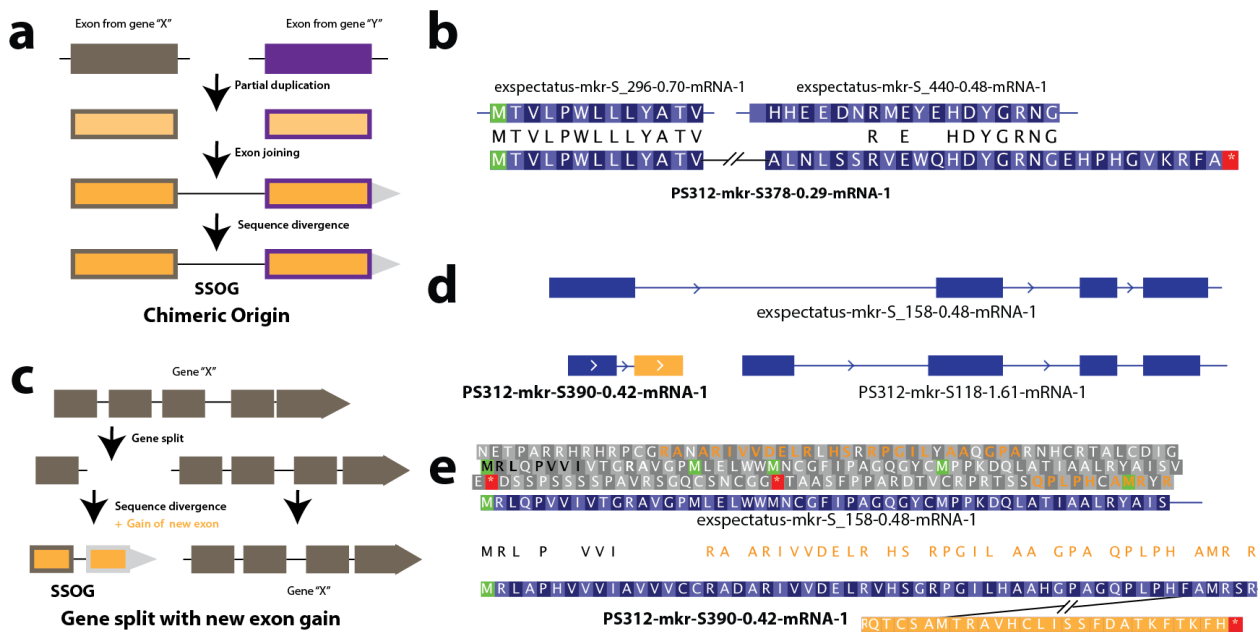 a
Exon from gene "X"
Exon from gene "Y"
Partial duplication
Exon joining
Sequence divergence
SSOG
Chimeric Origin
b
exspectatus-mkr-S_296-0.70-mRNA-1
exspectatus-mkr-S_440-0.48-mRNA-1
MTVLPWLLLYATV HHEEDNRMEYEHDYGRNG
MTVLPWLLLYATV R E HDYGRNG
MTVLPWLLLYATV ALNLSSRVEWQHDYGRNGEHPHGVKRFA*
PS312-mkr-S378-0.29-mRNA-1
c
Gene "X"
Gene split
Sequence divergence
+ Gain of new exon
SSOG
Gene "X"
Gene split with new exon gain
d
exspectatus-mkr-S_158-0.48-mRNA-1
PS312-mkr-S390-0.42-mRNA-1
PS312-mkr-S118-1.61-mRNA-1
e
NETPARRHRHRPCGRANARIVVDELRLHSRRPGILYAAQGPARNHCRTALCDIG
MRLQPVVIVTGRAVGPMLELWWMNCGFIPAGQGYCMPPKDQLATIAALRYAISV
E*DSSPSSSSPAVRSGQCSNCGG*TAASFPPARDTVCRPRTSSQPLPHCAMRYR
MRLQPVVIVTGRAVGPMLELWWMNCGFIPAGQGYCMPPKDQLATIAALRYAIS
exspectatus-mkr-S_158-0.48-mRNA-1
MRL P VVI RA ARIVVDELR HS RPGIL AA GPA QPLPH AMR R
MRLAPHVVVIAVVVCCRADARIVVDELRVHSGRPGILHAAHGPAGQPLPHFAMRSR
PS312-mkr-S390-0.42-mRNA-1
RQTCSAMTRAVHCLISSFDATKFTKFH*